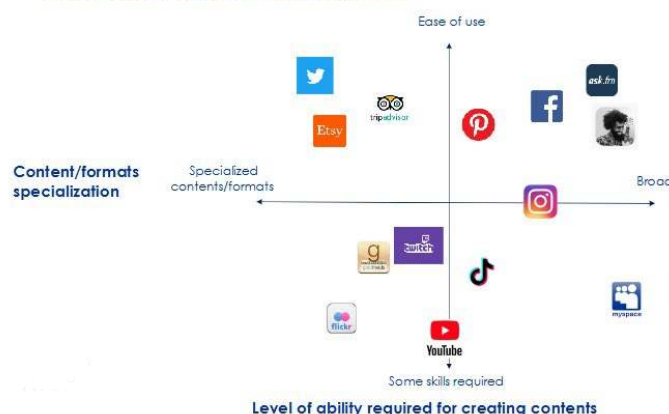 Ease of use
ask.fm
Etsy
tripadvisor
Content/formats
specialization
Specialized
contents/formats
Broad
g
twitch
flickr
myspace
YouTube
Some skills required
Level of ability required for creating contents